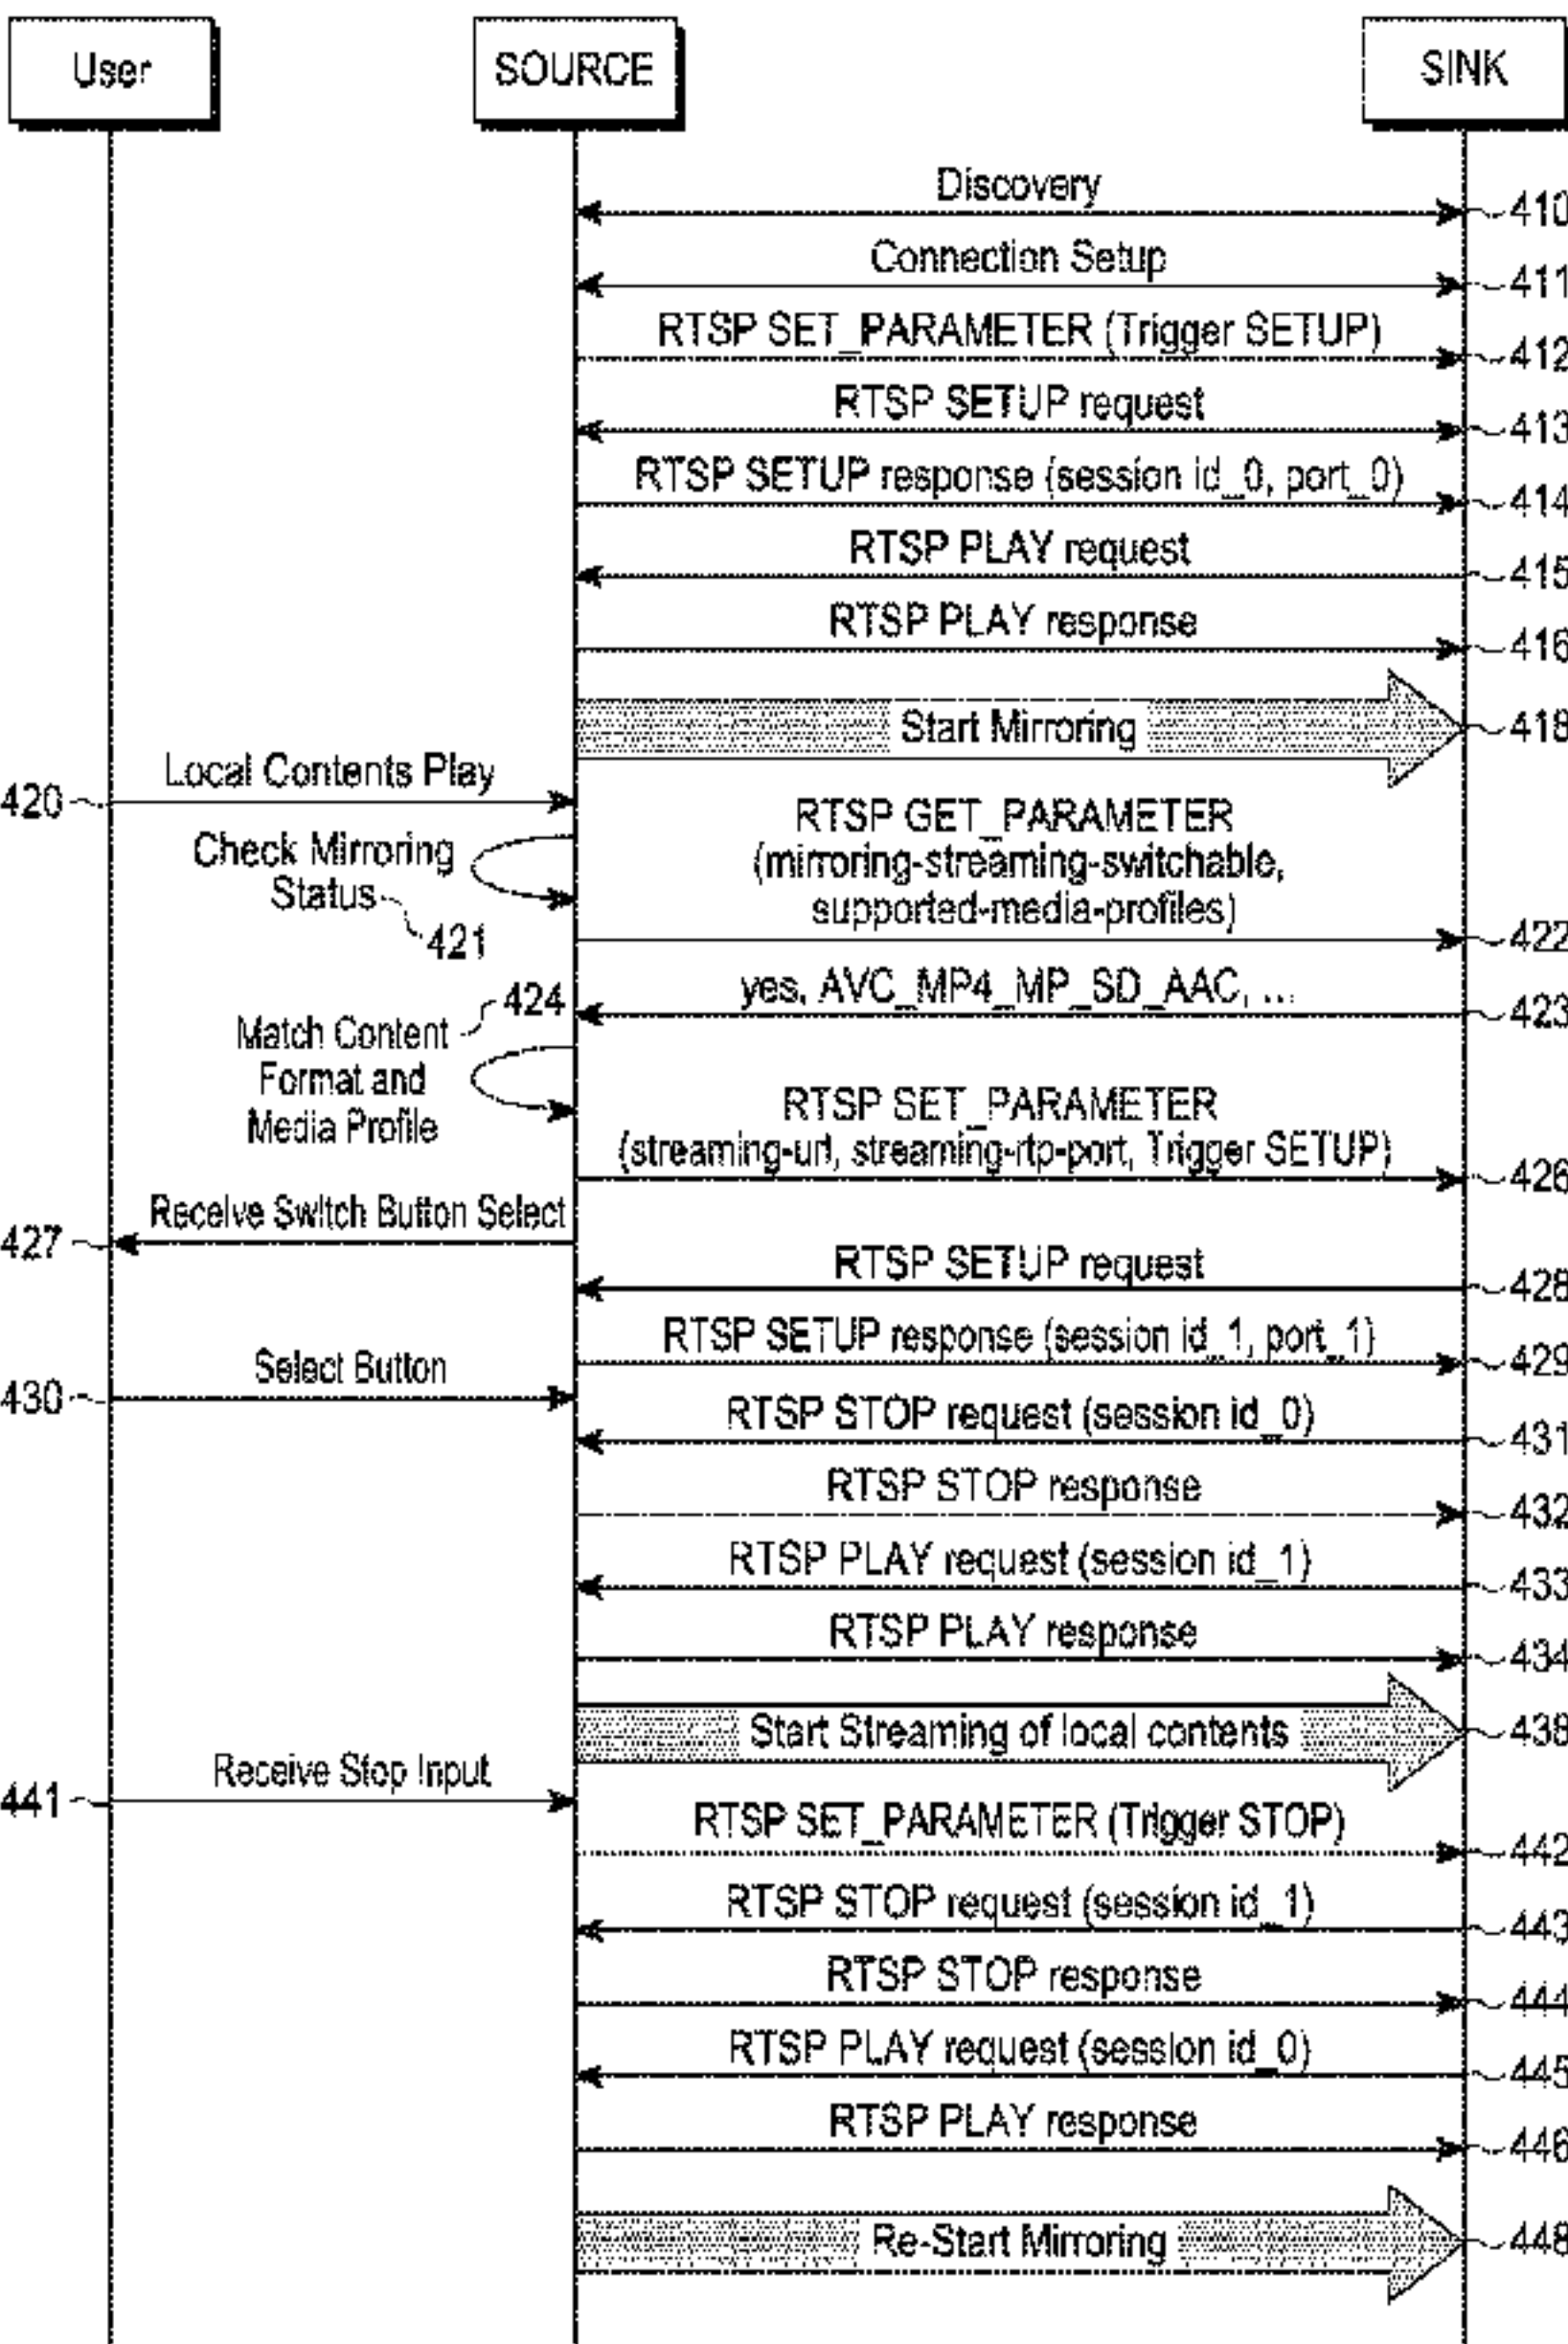 User
SOURCE
SINK
Discovery
410
Connection Setup
411
RTSP SET_PARAMETER (Trigger SETUP)
412
RTSP SETUP request
413
RTSP SETUP response (session id_0, port_0)
414
RTSP PLAY request
415
RTSP PLAY response
416
Start Mirroring
418
Local Contents Play
420
Check Mirroring
Status
421
RTSP GET_PARAMETER
(mirroring-streaming-switchable,
supported-media-profiles)
422
yes, AVC_MP4_MP_SD_AAC, ...
423
424
Match Content
Format and
Media Profile
RTSP SET_PARAMETER
(streaming-url, streaming-rtp-port, Trigger SETUP)
426
Receive Switch Button Select
427
RTSP SETUP request
428
RTSP SETUP response (session id_1, port_1)
429
Select Button
430
RTSP STOP request (session id_0)
431
RTSP STOP response
432
RTSP PLAY request (session id_1)
433
RTSP PLAY response
434
Start Streaming of local contents
Receive Stop Input
441
RTSP SET_PARAMETER (Trigger STOP)
442
RTSP STOP request (session id_1)
443
RTSP STOP response
444
RTSP PLAY request (session id_0)
445
RTSP PLAY response
446
Re-Start Mirroring
448